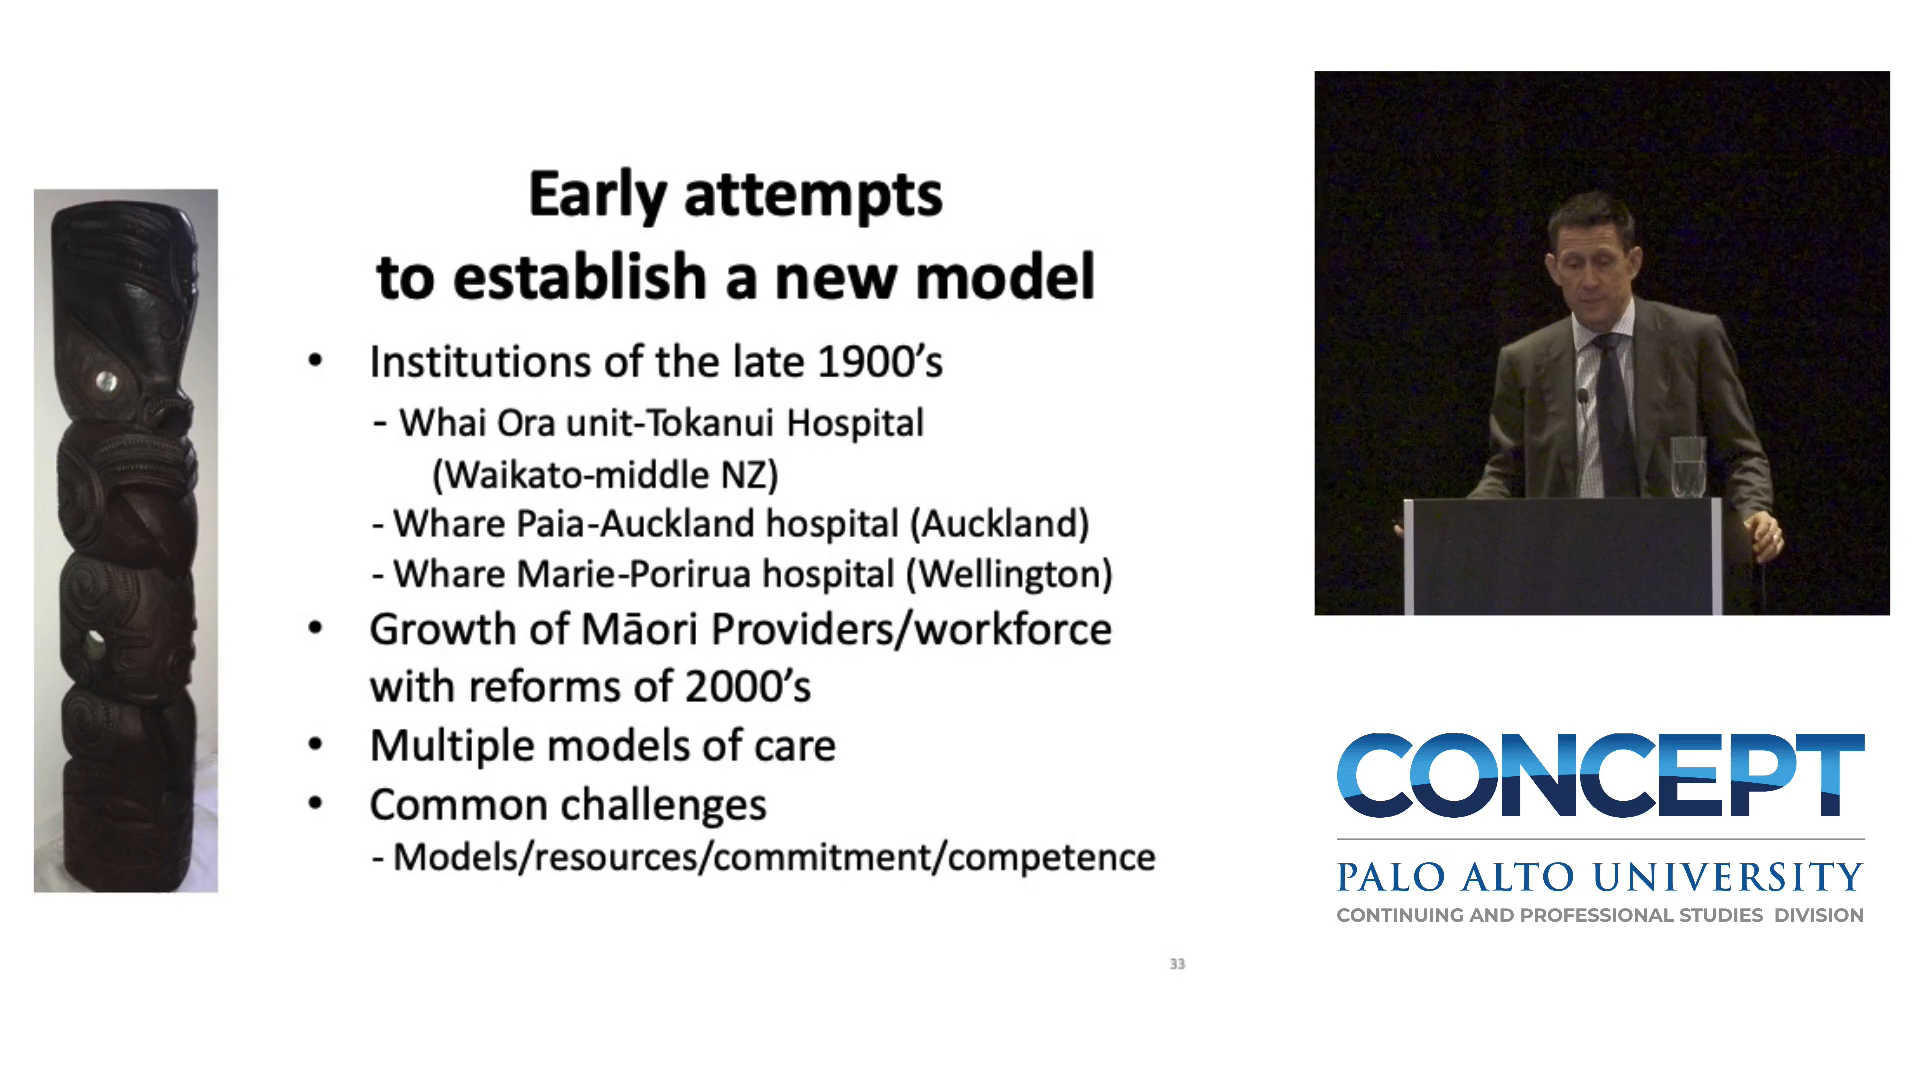 Early attempts
to establish a new model
• Institutions of the late 1900's
- Whai Ora unit-Tokanui Hospital
(Waikato-middle NZ)
- Whare Paia-Auckland hospital (Auckland)
- Whare Marie-Porirua hospital (Wellington)
• Growth of Māori Providers/workforce
with reforms of 2000's
• Multiple models of care
• Common challenges
- Models/resources/commitment/competence
33
CONCEPT
PALO ALTO UNIVERSITY
CONTINUING AND PROFESSIONAL STUDIES DIVISION